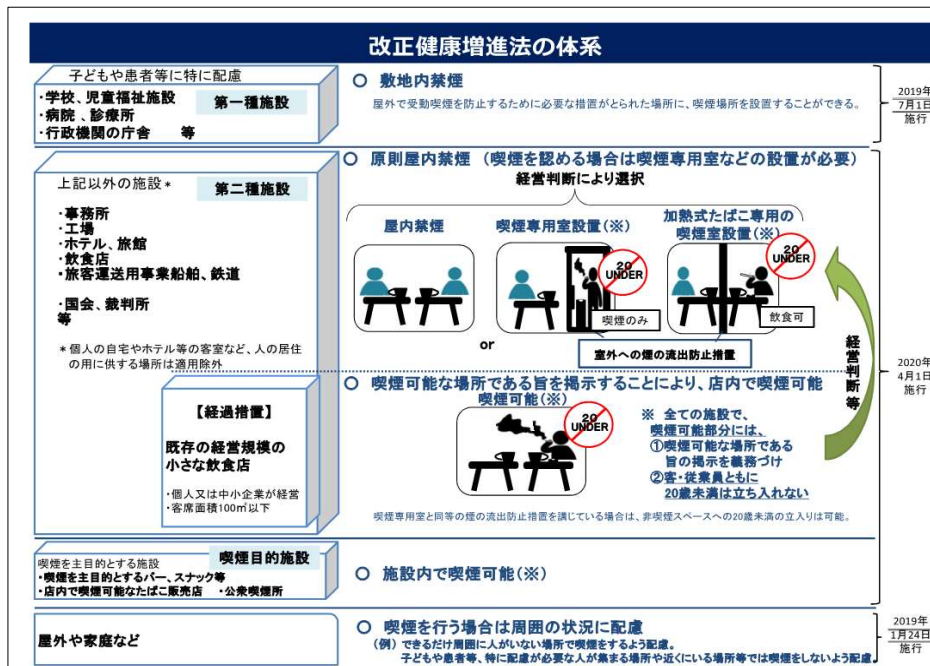 改正健康増進法の体系
子どもや患者等に特に配慮
・学校、児童福祉施設
・病院、診療所
・行政機関の庁舎 等
第一種施設
○ 敷地内禁煙
屋外で受動喫煙を防止するために必要な措置がとられた場所に、喫煙場所を設置することができる。
2019年
7月1日
施行
上記以外の施設*
第二種施設
・事務所
・工場
・ホテル、旅館
・飲食店
・旅客運送用事業船舶、鉄道
・国会、裁判所
等
*個人の自宅やホテル等の客室など、人の居住
の用に供する場所は適用除外
○ 原則屋内禁煙 (喫煙を認める場合は喫煙専用室などの設置が必要)
経営判断により選択
屋内禁煙
喫煙専用室設置(※)
加熱式たばこ専用の
喫煙室設置(※)
20
UNDER
20
UNDER
喫煙のみ
飲食可
or
室外への煙の流出防止措置
経営判断等
2020年
4月1日
施行
【経過措置】
既存の経営規模の
小さな飲食店
・個人又は中小企業が経営
・客席面積100㎡以下
○ 喫煙可能な場所である旨を掲示することにより、店内で喫煙可能
喫煙可能(※)
20
UNDER
※ 全ての施設で、
喫煙可能部分には、
①喫煙可能な場所である
旨の掲示を義務づけ
②客・従業員ともに
20歳未満は立ち入れない
喫煙専用室と同等の煙の流出防止措置を講じている場合は、非喫煙スペースへの20歳未満の立入りは可能。
喫煙を主目的とする施設
喫煙目的施設
・喫煙を主目的とするバー、スナック等
・店内で喫煙可能なたばこ販売店 ・公衆喫煙所
○ 施設内で喫煙可能(※)
屋外や家庭など
○ 喫煙を行う場合は周囲の状況に配慮
(例)できるだけ周囲に人がいない場所で喫煙をするよう配慮。
子どもや患者等、特に配慮が必要な人が集まる場所や近くにいる場所等では喫煙をしないよう配慮。
2019年
1月24日
施行